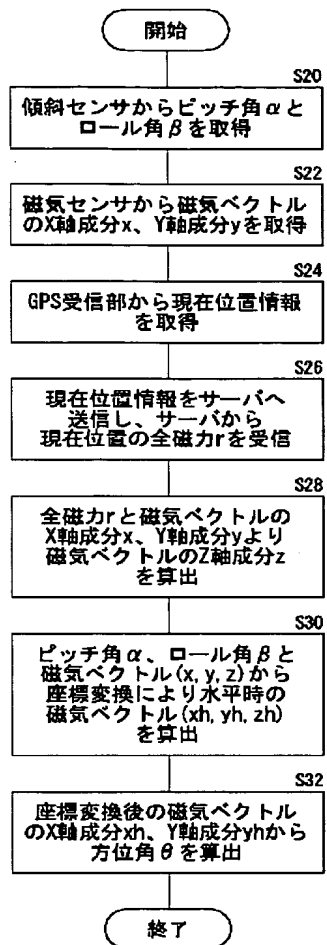 開始
S20
傾斜センサからピッチ角αと
ロール角βを取得
S22
磁気センサから磁気ベクトル
のX軸成分x、Y軸成分yを取得
S24
GPS受信部から現在位置情報
を取得
S26
現在位置情報をサーバへ
送信し、サーバから
現在位置の全磁力rを受信
S28
全磁力rと磁気ベクトルの
X軸成分x、Y軸成分yより
磁気ベクトルのZ軸成分z
を算出
S30
ピッチ角α、ロール角βと
磁気ベクトル(x, y, z)から
座標変換により水平時の
磁気ベクトル(xh, yh, zh)
を算出
S32
座標変換後の磁気ベクトル
のX軸成分xh、Y軸成分yhから
方位角θを算出
終了